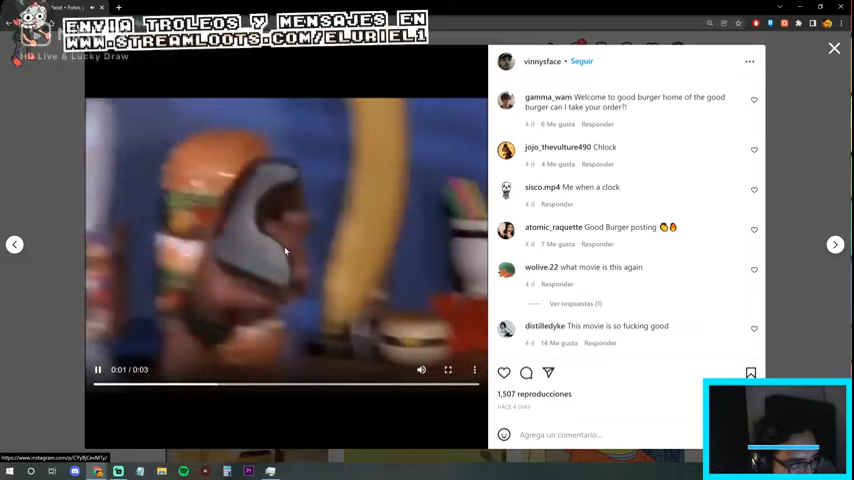 face) • Fotos y
ENVIA TROLEOS Y MENSAJES EN
WWW.STREAMLOOTS.COM/ELURIEL1
HQ Live & Lucky Draw
vinnysface • Seguir
gamma_wam Welcome to good burger home of the good
burger can I take your order?!
4 d 6 Me gusta Responder
jojo_thevulture490 Chlock
4 d 4 Me gusta Responder
sisco.mp4 Me when a clock
4 d Responder
atomic_raquette Good Burger posting
4 d 7 Me gusta Responder
wolive.22 what movie is this again
4 d Responder
Ver respuestas (1)
distilledyke This movie is so fucking good
4 d 14 Me gusta Responder
0:01 / 0:03
1,507 reproducciones
HACE 4 DÍAS
Agrega un comentario...
https://www.instagram.com/p/CYyBjCevMTy/
Pr